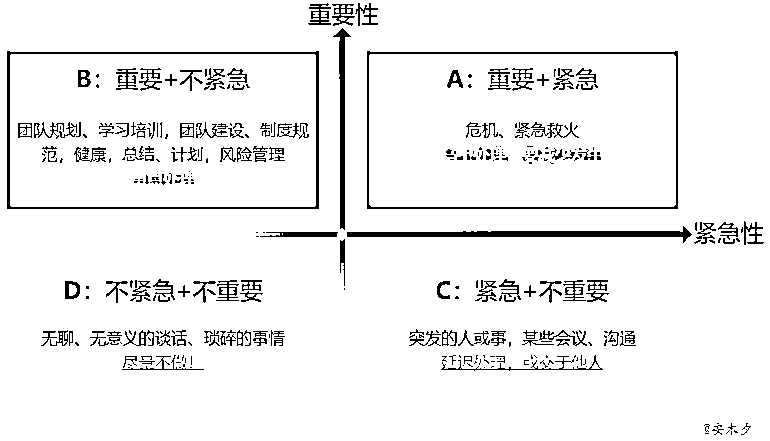 重要性
B：重要+不紧急
团队规划、学习培训，团队建设、制度规
范，健康，总结、计划，风险管理
A：重要+紧急
危机、紧急救火
紧急性
D：不紧急+不重要
无聊、无意义的谈话、琐碎的事情
尽量不做！
C：紧急+不重要
突发的人或事，某些会议、沟通
延迟处理，或交于他人
@安木夕